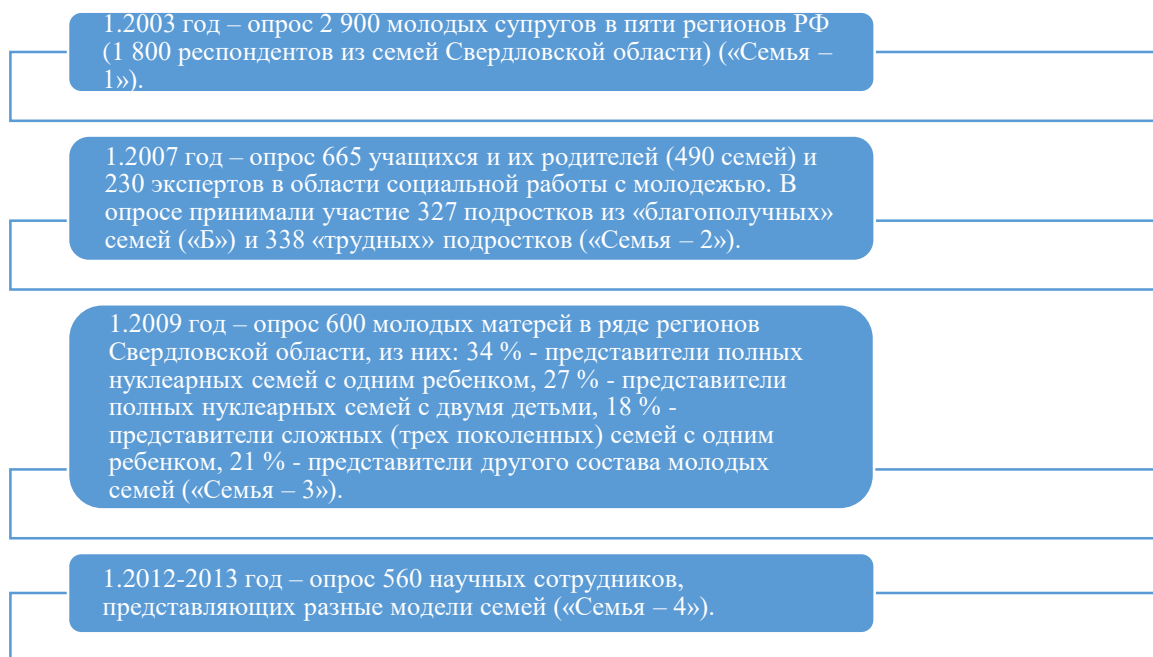 1.2003 год – опрос 2 900 молодых супругов в пяти регионов РФ
(1 800 респондентов из семей Свердловской области) («Семья –
1»).
1.2007 год – опрос 665 учащихся и их родителей (490 семей) и
230 экспертов в области социальной работы с молодежью. В
опросе принимали участие 327 подростков из «благополучных»
семей («Б») и 338 «трудных» подростков («Семья – 2»).
1.2009 год – опрос 600 молодых матерей в ряде регионов
Свердловской области, из них: 34 % - представители полных
нуклеарных семей с одним ребенком, 27 % - представители
полных нуклеарных семей с двумя детьми, 18 % -
представители сложных (трех поколенных) семей с одним
ребенком, 21 % - представители другого состава молодых
семей («Семья – 3»).
1.2012-2013 год – опрос 560 научных сотрудников,
представляющих разные модели семей («Семья – 4»).